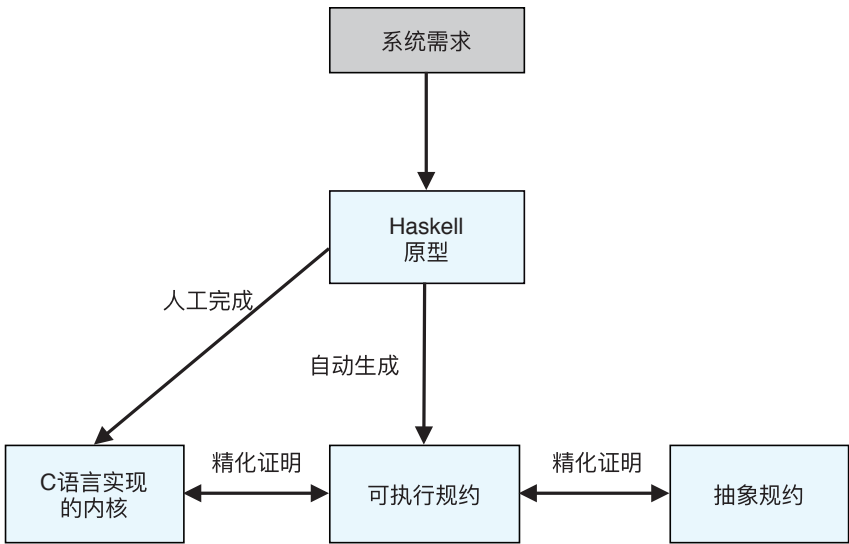 系统需求
Haskell
原型
人工完成
自动生成
精化证明
精化证明
C语言实现
的内核
可执行规约
抽象规约